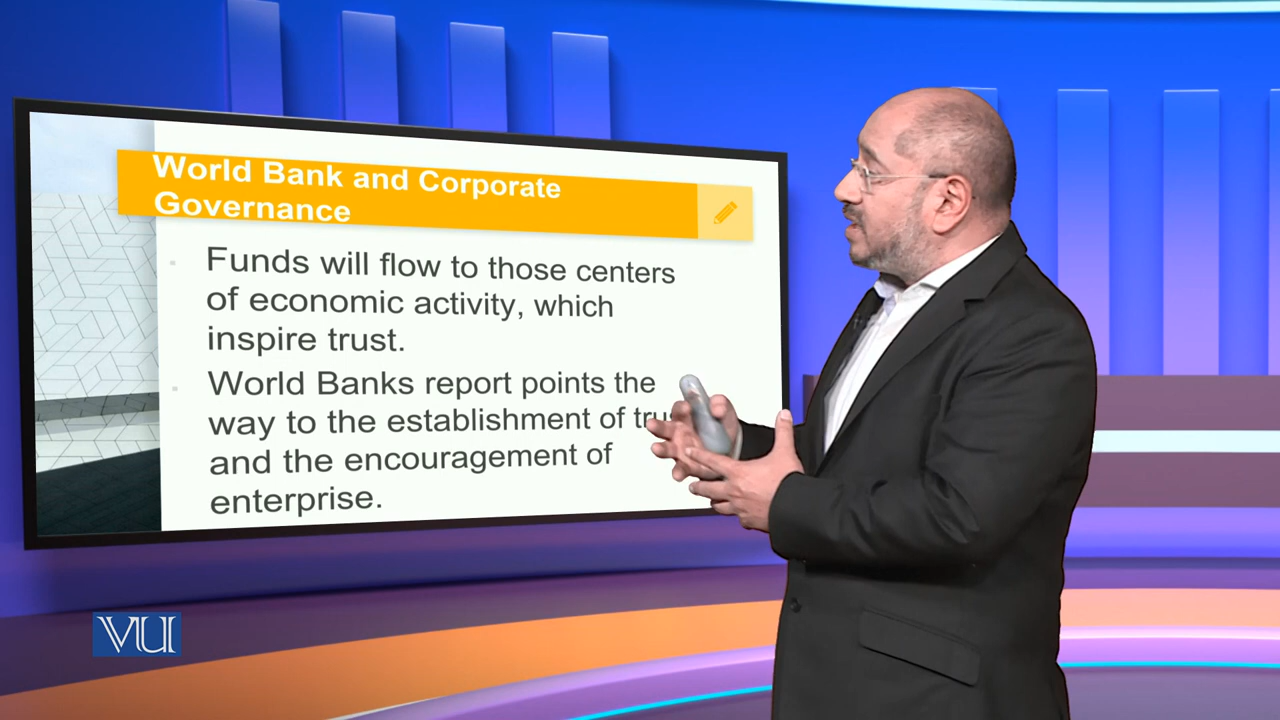 World Bank and Corporate
Governance
Funds will flow to those centers
of economic activity, which
inspire trust.
World Banks report points the
way to the establishment of
and the encouragement of
enterprise.
VU